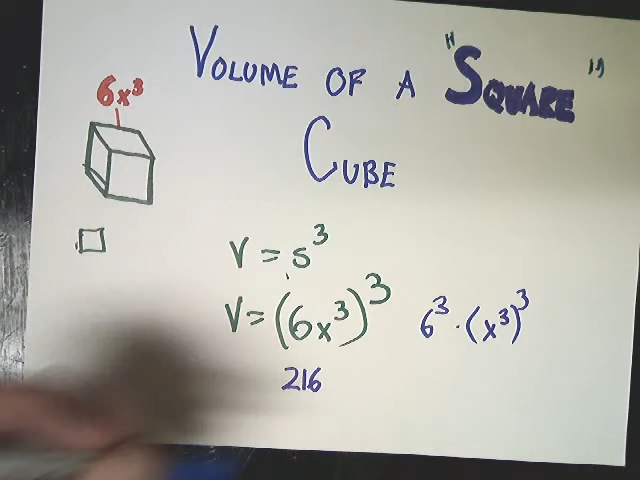 VOLUME OF A "SQUARE"
CUBE
6x³
V = s³
V = (6x³)³ 6³ · (x³)³
216